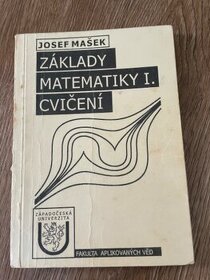 JOSEF MAŠEK
ZÁKLADY
MATEMATIKY I.
CVIČENÍ
ZÁPADOČESKÁ
UNIVERZITA
FAKULTA APLIKOVANÝCH VĚD